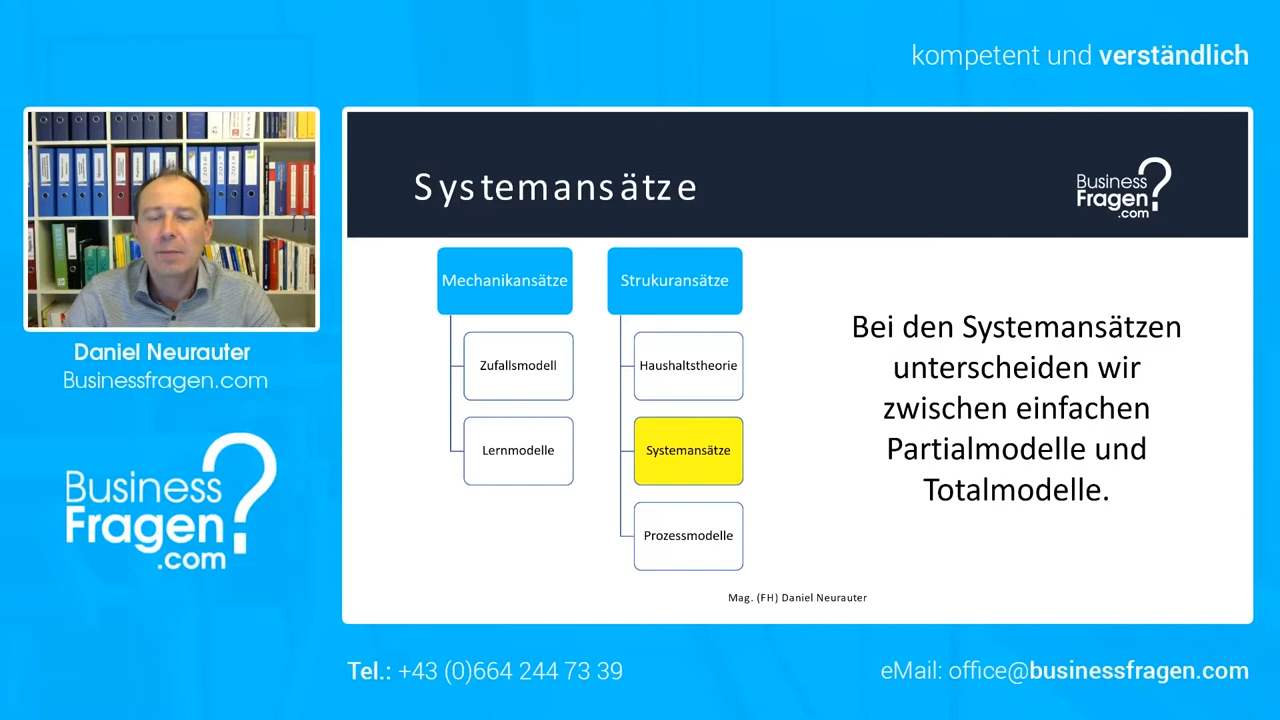 kompetent und verständlich
Systemansätze
Business
Fragen
.com
?
Mechanikansätze
Zufallsmodell
Lernmodelle
Strukuransätze
Haushaltstheorie
Systemansätze
Prozessmodelle
Bei den Systemansätzen
unterscheiden wir
zwischen einfachen
Partialmodelle und
Totalmodelle.
Mag. (FH) Daniel Neurauter
Daniel Neurauter
Businessfragen.com
Business
Fragen
.com
?
Tel.: +43 (0)664 244 73 39
eMail: office@businessfragen.com